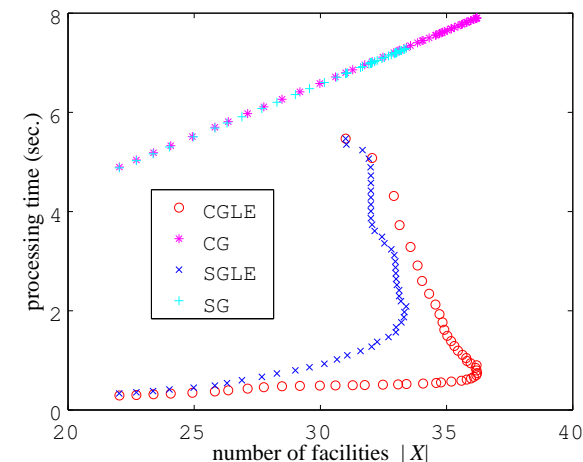 8
6
4
2
0
processing time (sec.)
CGLE
CG
SGLE
SG
20
25
30
35
40
number of facilities |X|